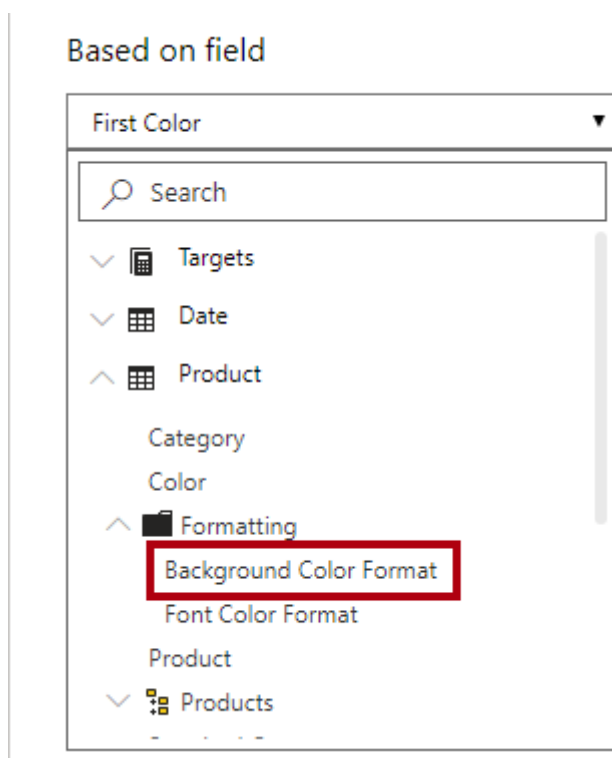 Based on field
First Color
Search
Targets
Date
Product
Category
Color
Formatting
Background Color Format
Font Color Format
Product
Products